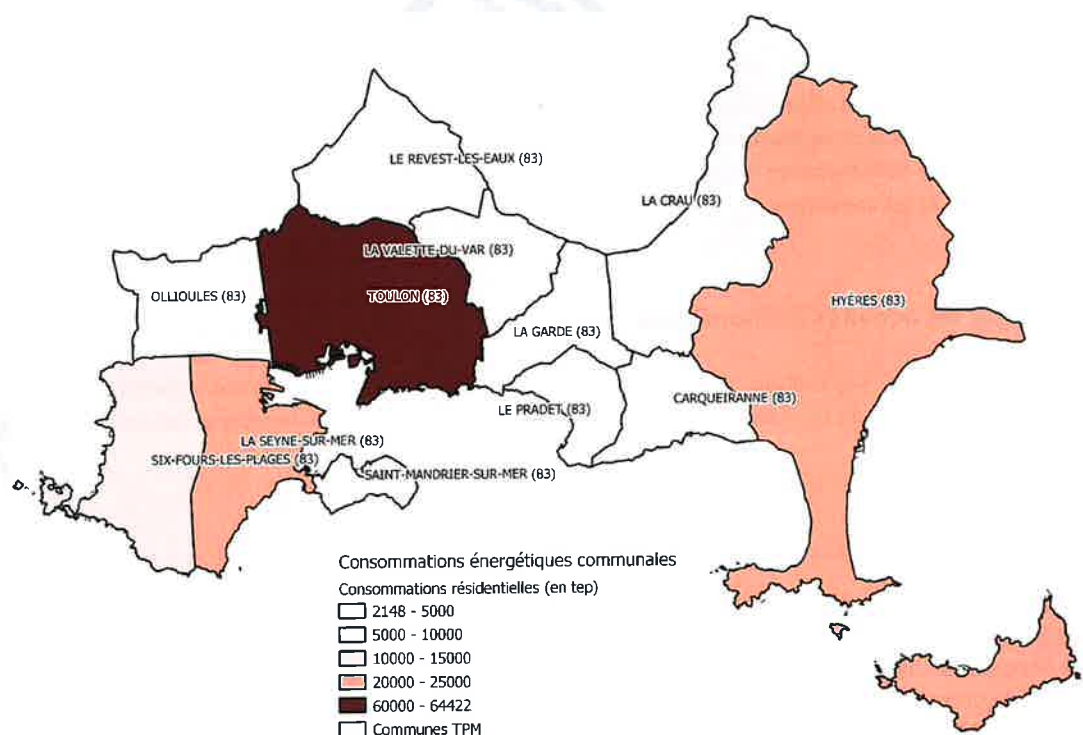 LE REVEST-LES-EAUX (83)
LA CRAU (83)
LA VALETTE-DU-VAR (83)
OLLIOULES (83)
TOULON (83)
HYÈRES (83)
LA GARDE (83)
CARQUEIRANNE (83)
LE PRADET (83)
LA SEYNE-SUR-MER (83)
SIX-FOURS-LES-PLAGES (83)
SAINT-MANDRIER-SUR-MER (83)
Consommations énergétiques communales
Consommations résidentielles (en tep)
2148 - 5000
5000 - 10000
10000 - 15000
20000 - 25000
60000 - 64422
Communes TPM